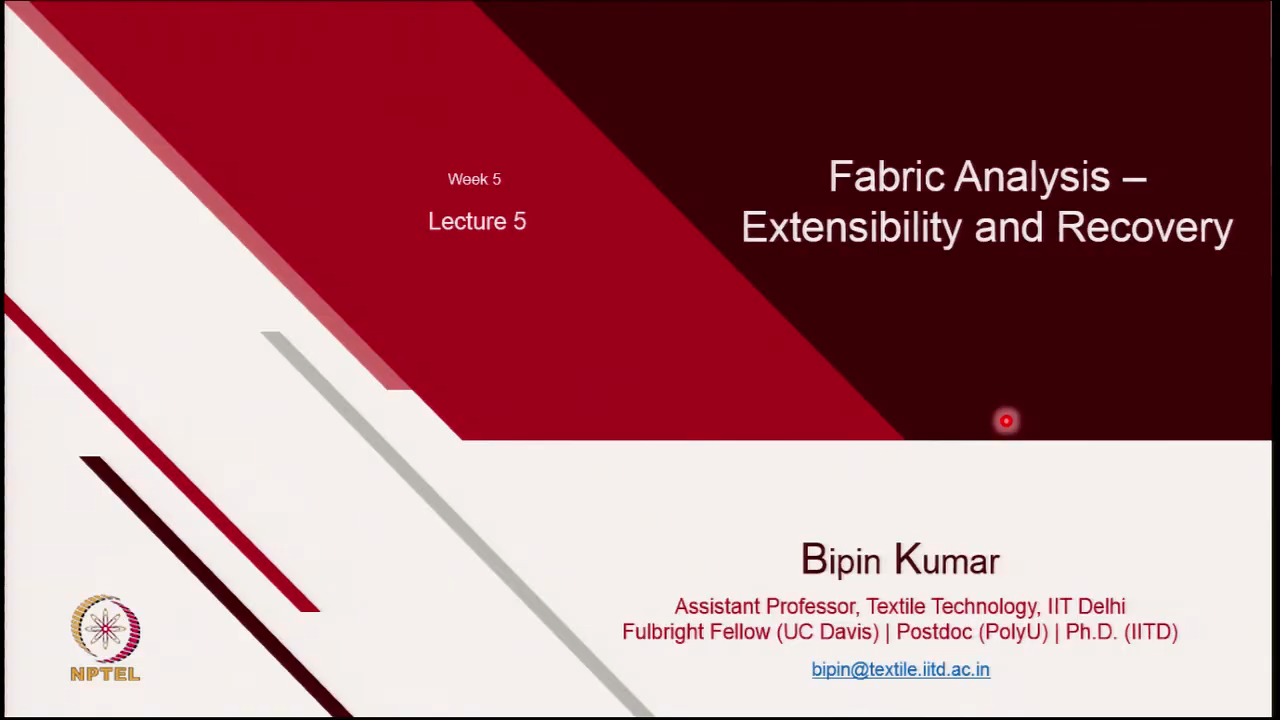 Week 5
Lecture 5
Fabric Analysis –
Extensibility and Recovery
Bipin Kumar
Assistant Professor, Textile Technology, IIT Delhi
Fulbright Fellow (UC Davis) | Postdoc (PolyU) | Ph.D. (IITD)
bipin@textile.iitd.ac.in
NPTEL